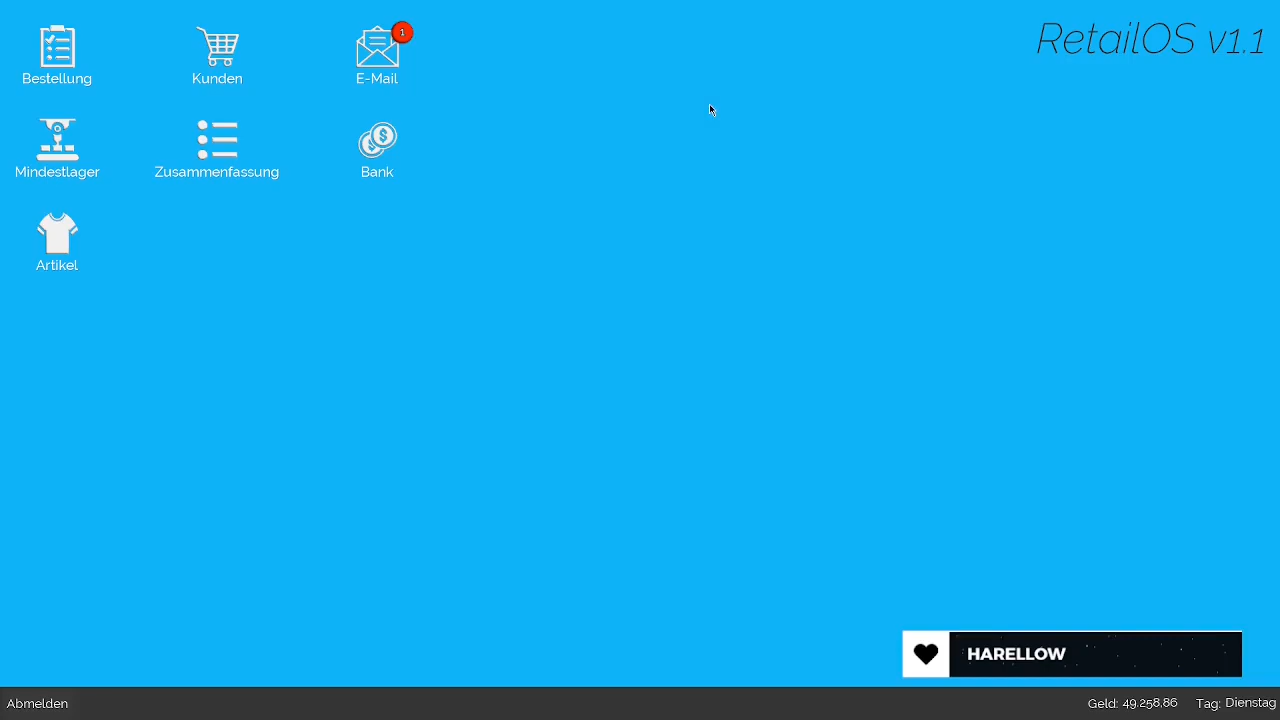 RetailOS v1.1
Bestellung
Kunden
1
E-Mail
Mindestlager
Zusammenfassung
Bank
Artikel
HARELLOW
Abmelden
Geld: 49.258,86
Tag: Dienstag